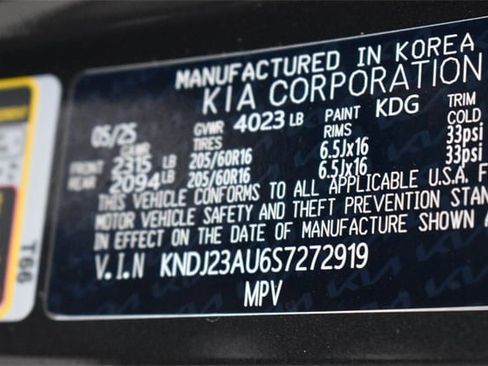 MANUFACTURED IN KOREA
KIA CORPORATION
05/25 GVWR 4023 LB PAINT KDG TRIM
GAWR TIRES RIMS COLD
FRONT 2315 LB 205/60R16 6.5Jx16 33psi
REAR 2094 LB 205/60R16 6.5Jx16 33psi
THIS VEHICLE CONFORMS TO ALL APPLICABLE U.S.A. F
MOTOR VEHICLE SAFETY AND THEFT PREVENTION STAN
IN EFFECT ON THE DATE OF MANUFACTURE SHOWN
V.I.N KNDJ23AU6S7272919
MPV
T66